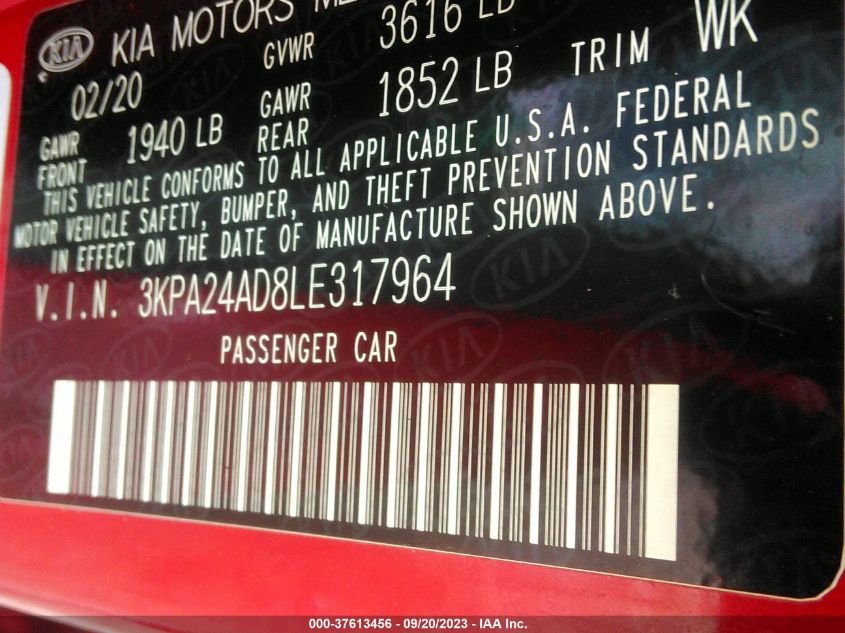 KIA KIA MOTORS
02/20 GVWR 3616 LB
GAWR FRONT 1940 LB GAWR REAR 1852 LB TRIM WK
THIS VEHICLE CONFORMS TO ALL APPLICABLE U.S.A. FEDERAL
MOTOR VEHICLE SAFETY, BUMPER, AND THEFT PREVENTION STANDARDS
IN EFFECT ON THE DATE OF MANUFACTURE SHOWN ABOVE.
V.I.N. 3KPA24AD8LE317964
PASSENGER CAR
000-37613456 - 09/20/2023 - IAA Inc.